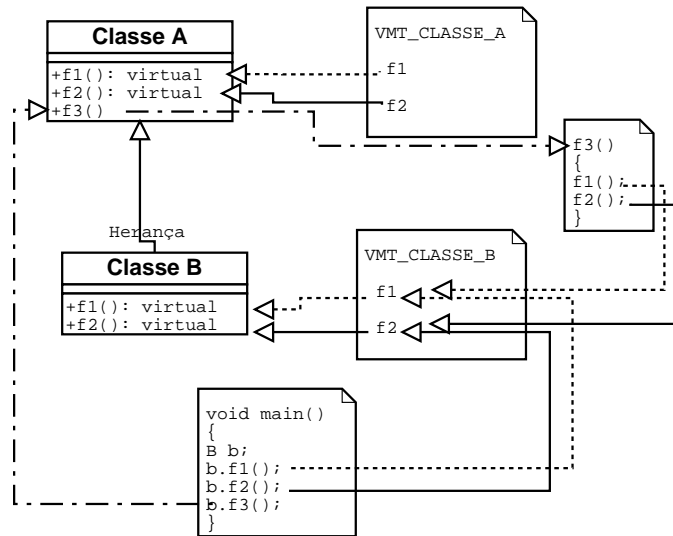 Classe A
+f1(): virtual
+f2(): virtual
+f3()
VMT_CLASSE_A
f1
f2
f3()
{
f1();
f2();
}
Herança
Classe B
+f1(): virtual
+f2(): virtual
VMT_CLASSE_B
f1
f2
void main()
{
B b;
b.f1();
b.f2();
b.f3();
}